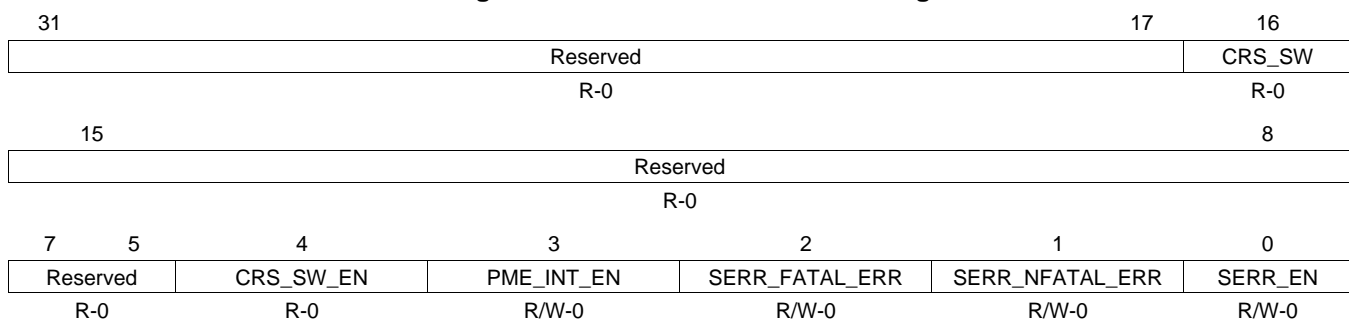 31 17 16
Reserved CRS_SW
R-0 R-0
15 8
Reserved
R-0
7 5 4 3 2 1 0
Reserved CRS_SW_EN PME_INT_EN SERR_FATAL_ERR SERR_NFATAL_ERR SERR_EN
R-0 R-0 R/W-0 R/W-0 R/W-0 R/W-0